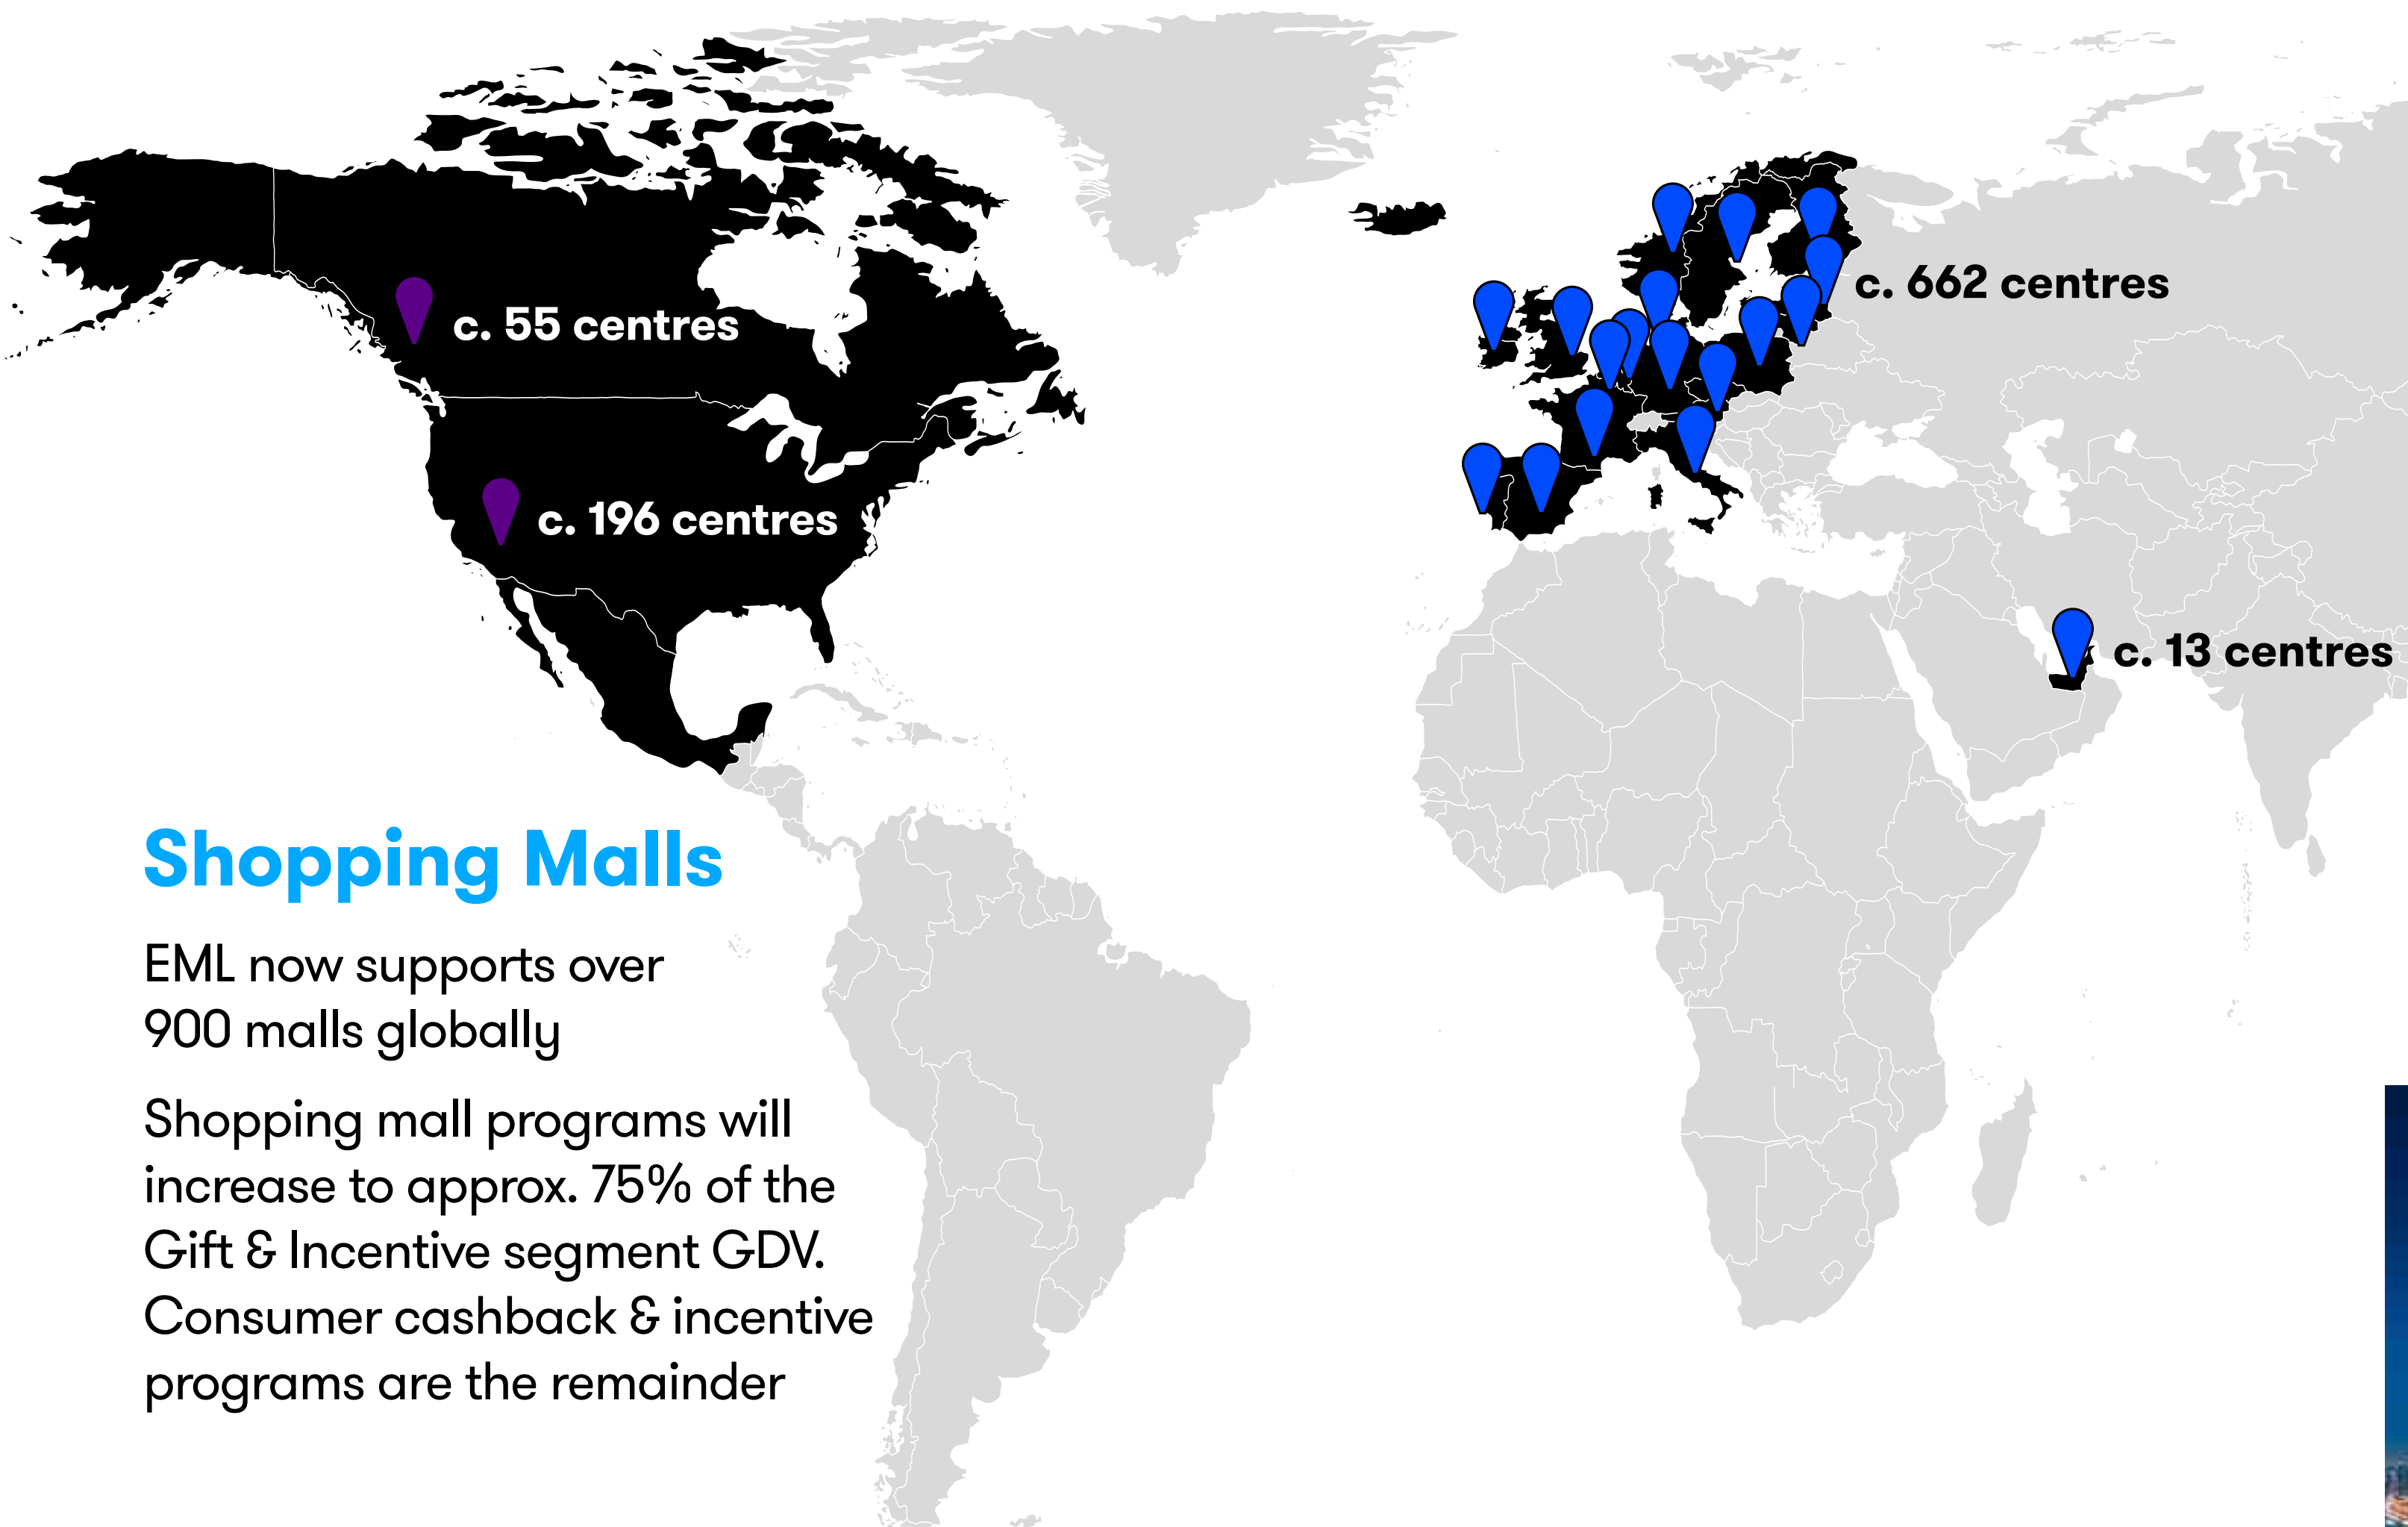 c. 662 centres
c. 55 centres
c. 196 centres
c. 13 centres
Shopping Malls
EML now supports over
900 malls globally
Shopping mall programs will
increase to approx. 75% of the
Gift & Incentive segment GDV.
Consumer cashback & incentive
programs are the remainder